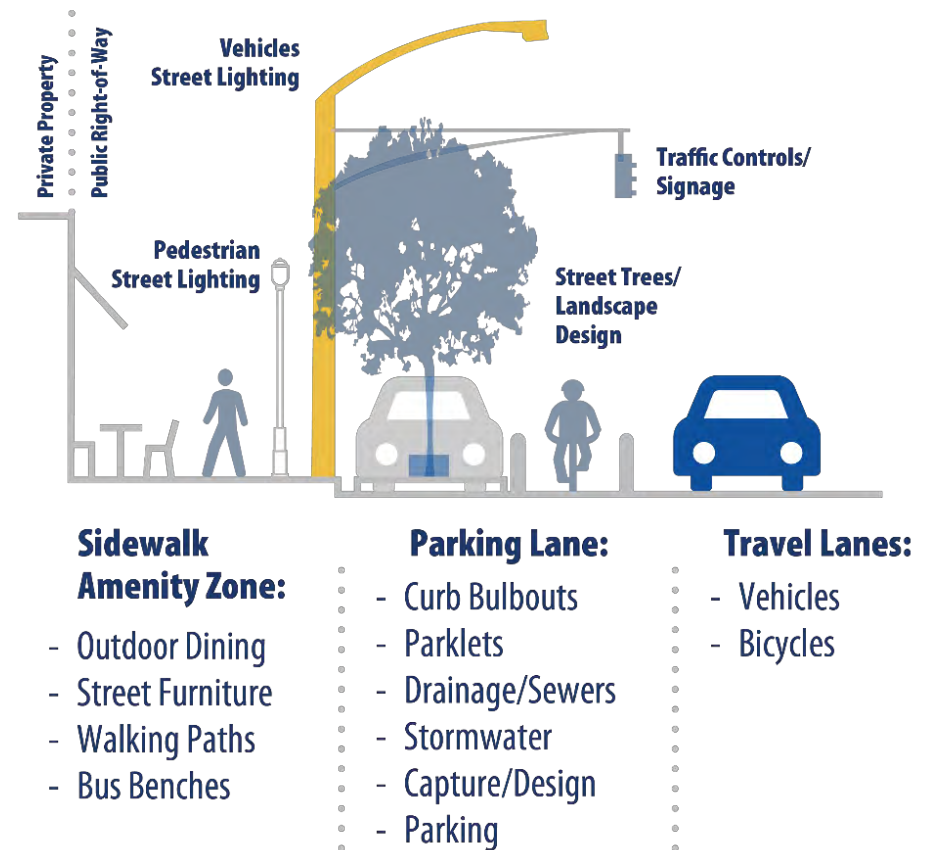 Private Property
Public Right-of-Way
Vehicles
Street Lighting
Traffic Controls/
Signage
Pedestrian
Street Lighting
Street Trees/
Landscape
Design
Sidewalk
Amenity Zone:
- Outdoor Dining
- Street Furniture
- Walking Paths
- Bus Benches
Parking Lane:
- Curb Bulbouts
- Parklets
- Drainage/Sewers
- Stormwater
- Capture/Design
- Parking
Travel Lanes:
- Vehicles
- Bicycles